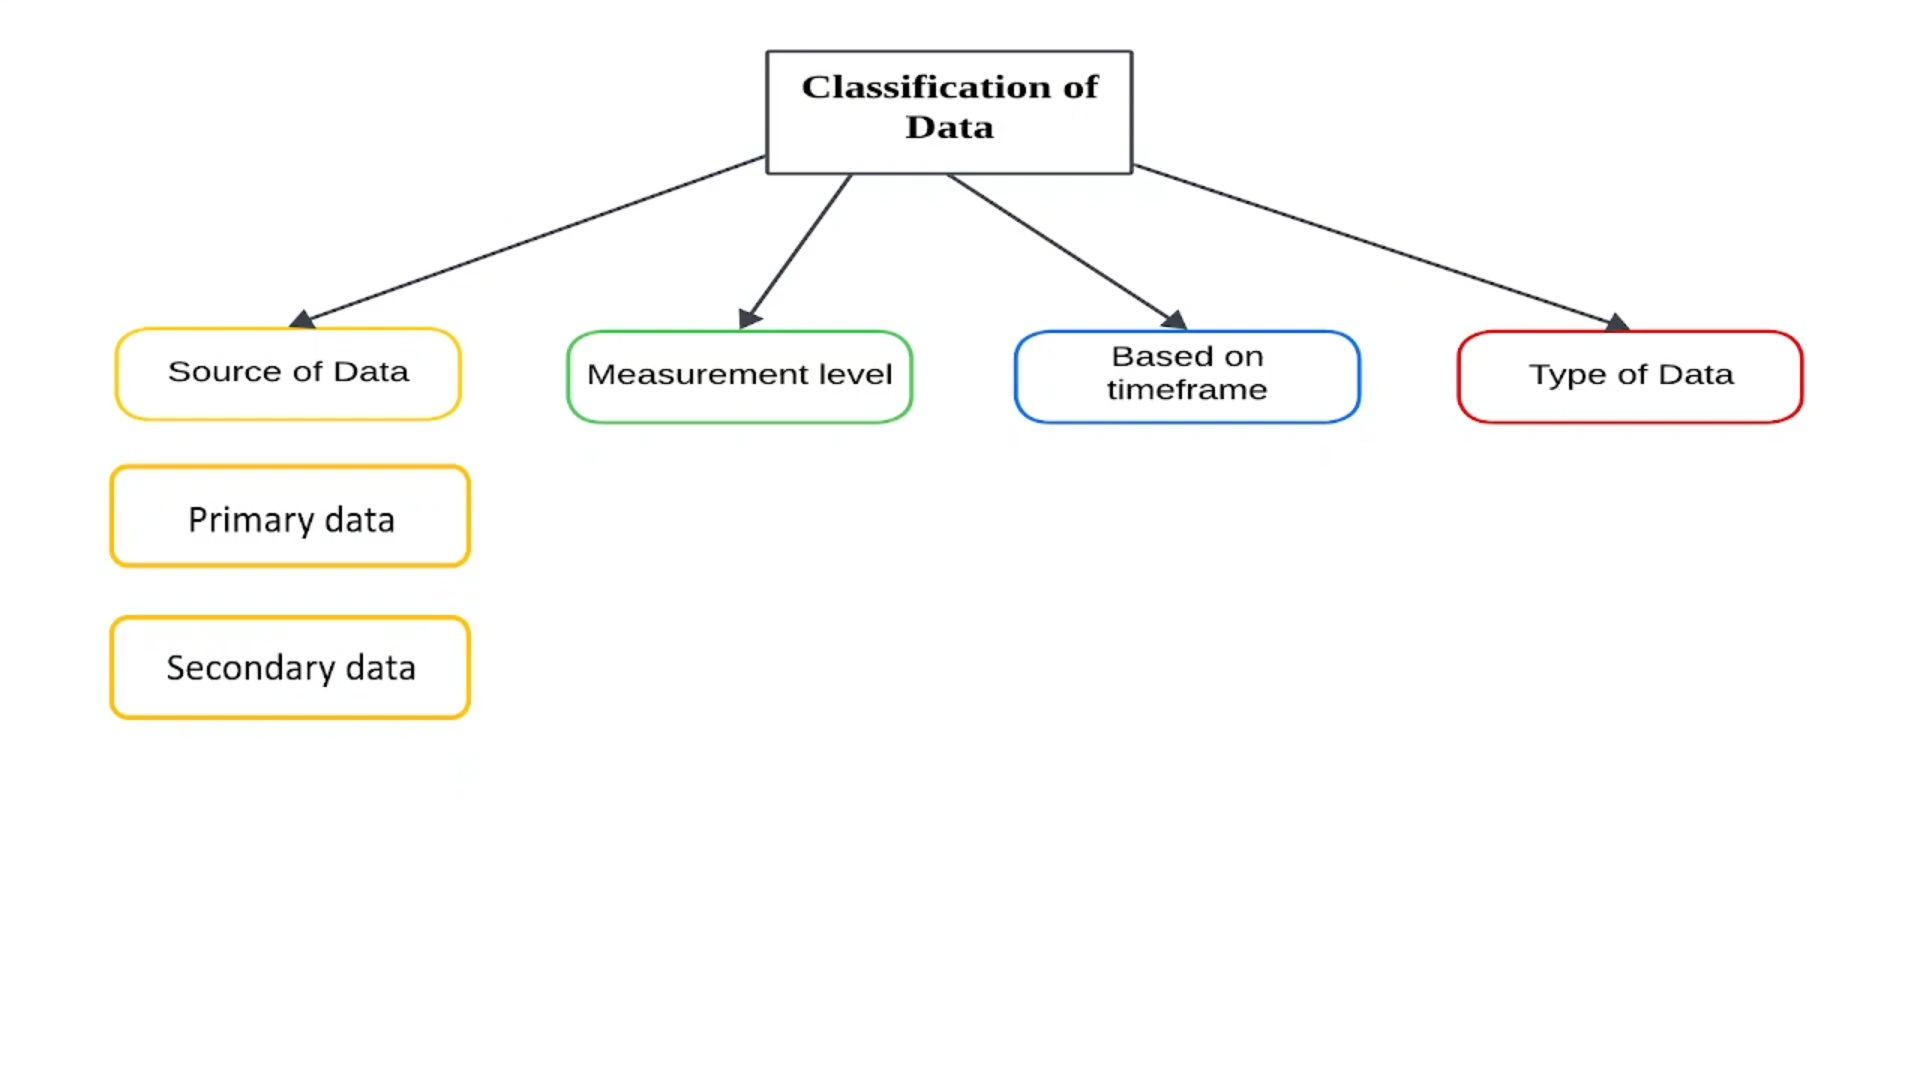 Classification of
Data
Source of Data
Measurement level
Based on
timeframe
Type of Data
Primary data
Secondary data